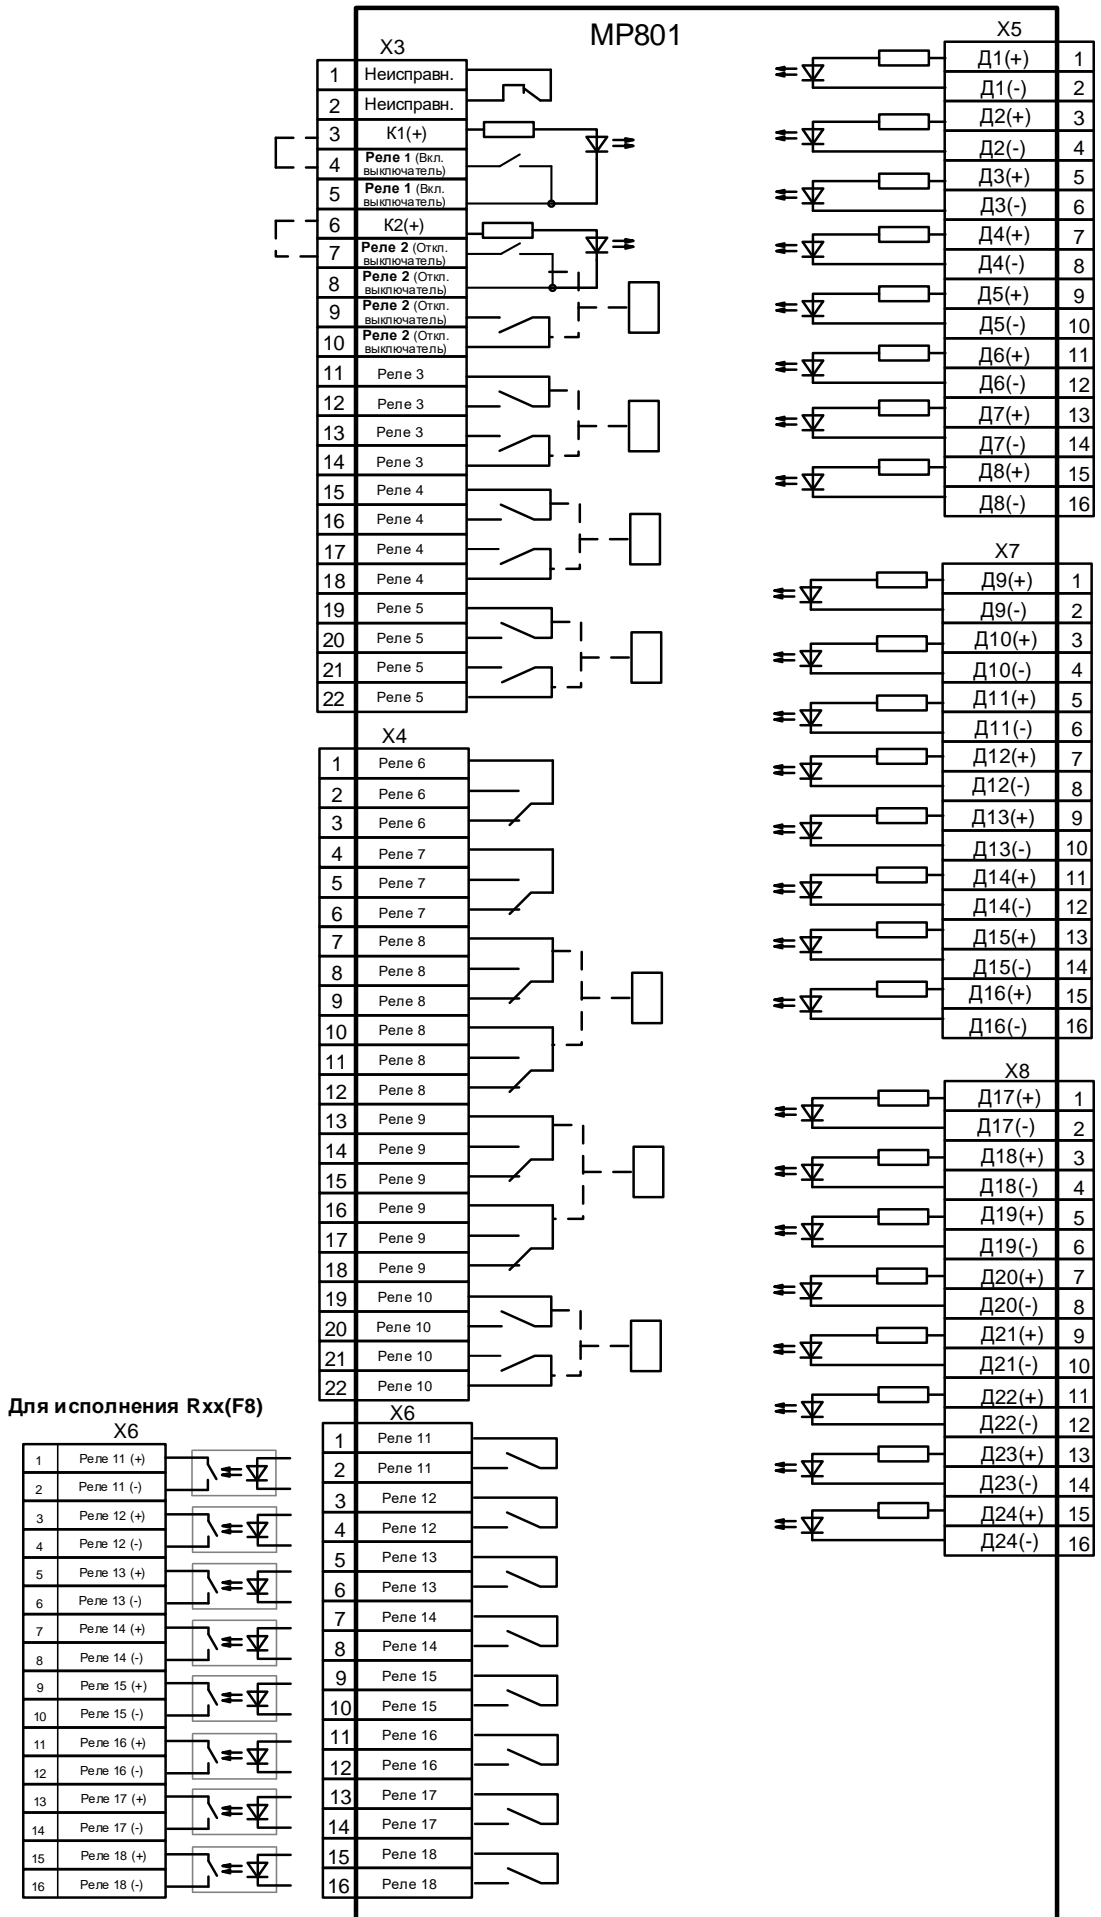 МР801
X3
1 Неисправн.
2 Неисправн.
3 К1(+)
4 Реле 1 (Вкл. выключатель)
5 Реле 1 (Вкл. выключатель)
6 К2(+)
7 Реле 2 (Откл. выключатель)
8 Реле 2 (Откл. выключатель)
9 Реле 2 (Откл. выключатель)
10 Реле 2 (Откл. выключатель)
11 Реле 3
12 Реле 3
13 Реле 3
14 Реле 3
15 Реле 4
16 Реле 4
17 Реле 4
18 Реле 4
19 Реле 5
20 Реле 5
21 Реле 5
22 Реле 5
X4
1 Реле 6
2 Реле 6
3 Реле 6
4 Реле 7
5 Реле 7
6 Реле 7
7 Реле 8
8 Реле 8
9 Реле 8
10 Реле 8
11 Реле 8
12 Реле 8
13 Реле 9
14 Реле 9
15 Реле 9
16 Реле 9
17 Реле 9
18 Реле 9
19 Реле 10
20 Реле 10
21 Реле 10
22 Реле 10
X6
1 Реле 11
2 Реле 11
3 Реле 12
4 Реле 12
5 Реле 13
6 Реле 13
7 Реле 14
8 Реле 14
9 Реле 15
10 Реле 15
11 Реле 16
12 Реле 16
13 Реле 17
14 Реле 17
15 Реле 18
16 Реле 18
Для исполнения Rxx(F8)
X6
1 Реле 11 (+)
2 Реле 11 (-)
3 Реле 12 (+)
4 Реле 12 (-)
5 Реле 13 (+)
6 Реле 13 (-)
7 Реле 14 (+)
8 Реле 14 (-)
9 Реле 15 (+)
10 Реле 15 (-)
11 Реле 16 (+)
12 Реле 16 (-)
13 Реле 17 (+)
14 Реле 17 (-)
15 Реле 18 (+)
16 Реле 18 (-)
X5
Д1(+) 1
Д1(-) 2
Д2(+) 3
Д2(-) 4
Д3(+) 5
Д3(-) 6
Д4(+) 7
Д4(-) 8
Д5(+) 9
Д5(-) 10
Д6(+) 11
Д6(-) 12
Д7(+) 13
Д7(-) 14
Д8(+) 15
Д8(-) 16
X7
Д9(+) 1
Д9(-) 2
Д10(+) 3
Д10(-) 4
Д11(+) 5
Д11(-) 6
Д12(+) 7
Д12(-) 8
Д13(+) 9
Д13(-) 10
Д14(+) 11
Д14(-) 12
Д15(+) 13
Д15(-) 14
Д16(+) 15
Д16(-) 16
X8
Д17(+) 1
Д17(-) 2
Д18(+) 3
Д18(-) 4
Д19(+) 5
Д19(-) 6
Д20(+) 7
Д20(-) 8
Д21(+) 9
Д21(-) 10
Д22(+) 11
Д22(-) 12
Д23(+) 13
Д23(-) 14
Д24(+) 15
Д24(-) 16